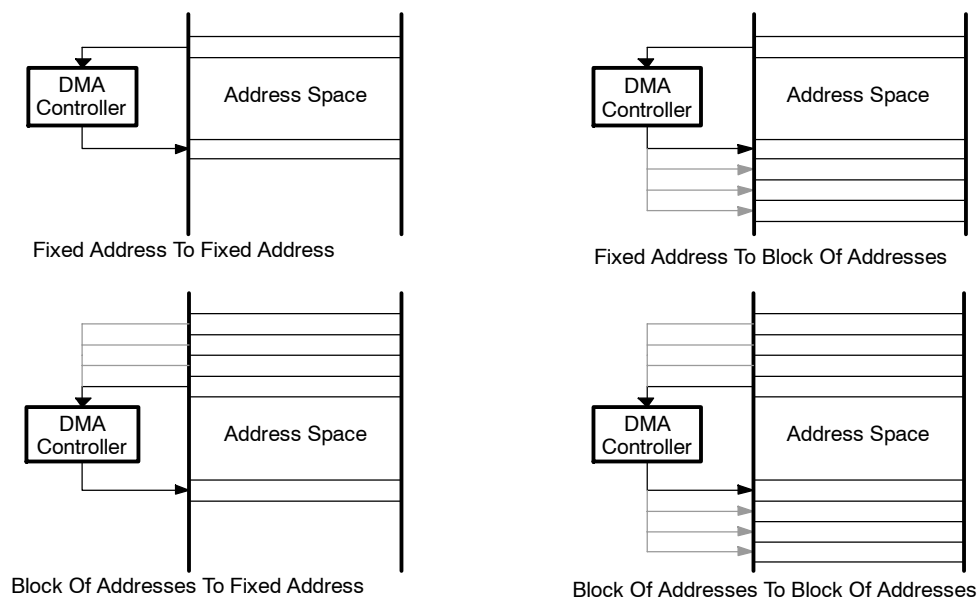 DMA
Controller
Address Space
Fixed Address To Fixed Address
DMA
Controller
Address Space
Fixed Address To Block Of Addresses
DMA
Controller
Address Space
Block Of Addresses To Fixed Address
DMA
Controller
Address Space
Block Of Addresses To Block Of Addresses